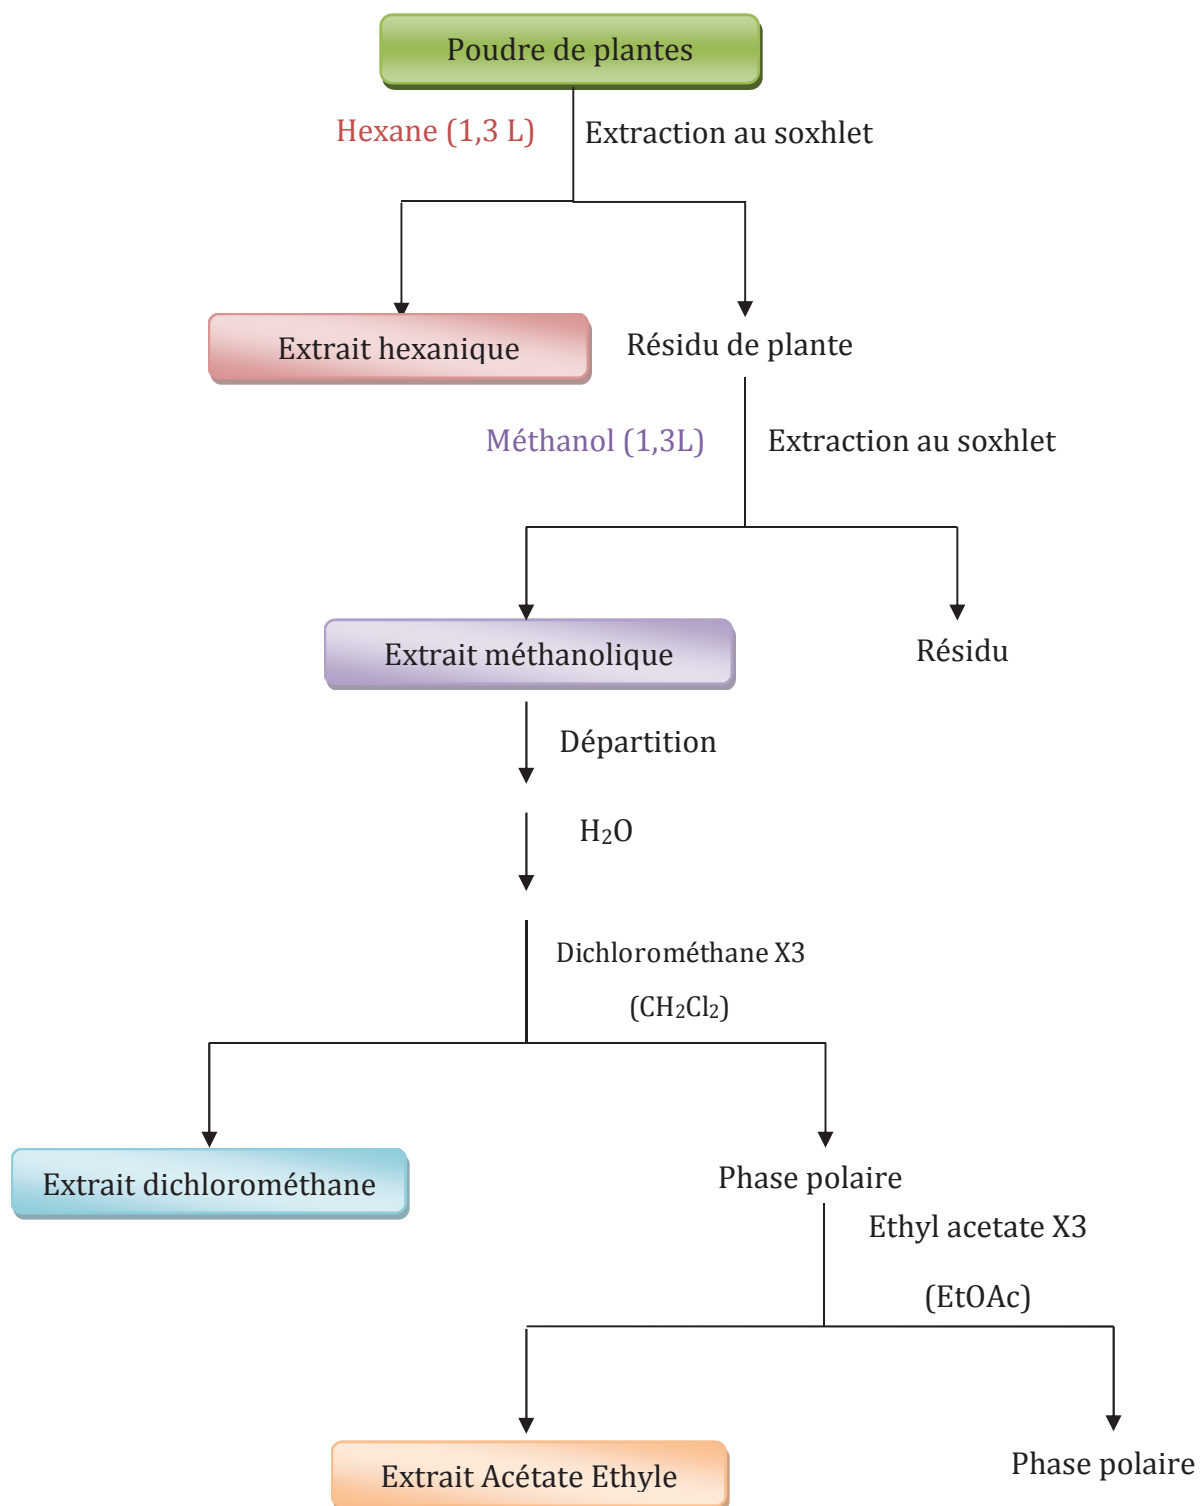 Poudre de plantes
Hexane (1,3 L)
Extraction au soxhlet
Extrait hexanique
Résidu de plante
Méthanol (1,3L)
Extraction au soxhlet
Extrait méthanolique
Résidu
Départition
H₂O
Dichlorométhane X3
(CH₂Cl₂)
Extrait dichlorométhane
Phase polaire
Ethyl acetate X3
(EtOAc)
Extrait Acétate Ethyle
Phase polaire